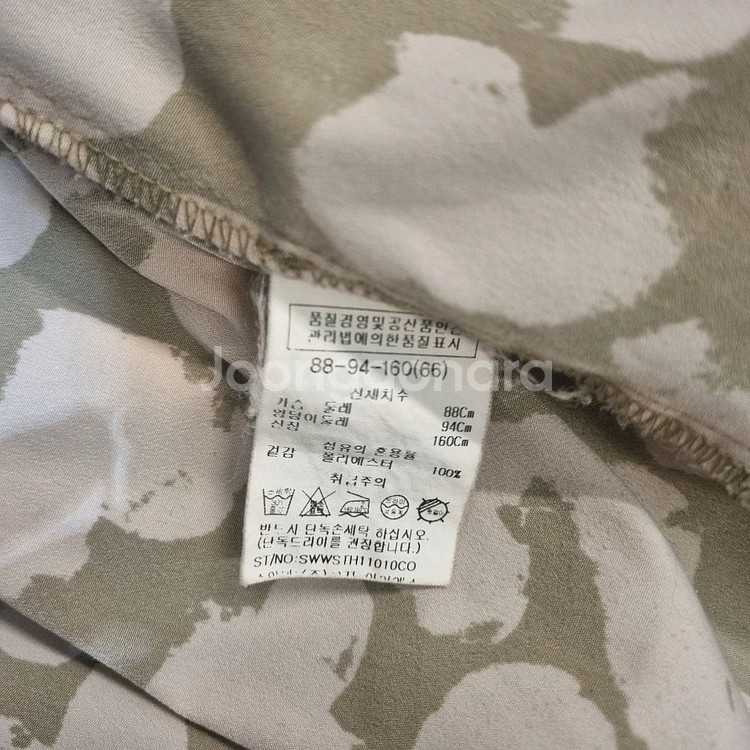 품질경영및공산품안전
관리법에의한품질표시
88-94-160(66)
Joonggonara
신체치수
가슴 둘레 88Cm
엉덩이둘레 94Cm
신장 160Cm
섬유의 혼용율
겉감 폴리에스터 100%
취급주의
반드시 단독손세탁 하십시오.
(단독드라이를 권장합니다.)
ST/NO:SWWSTH11010CO